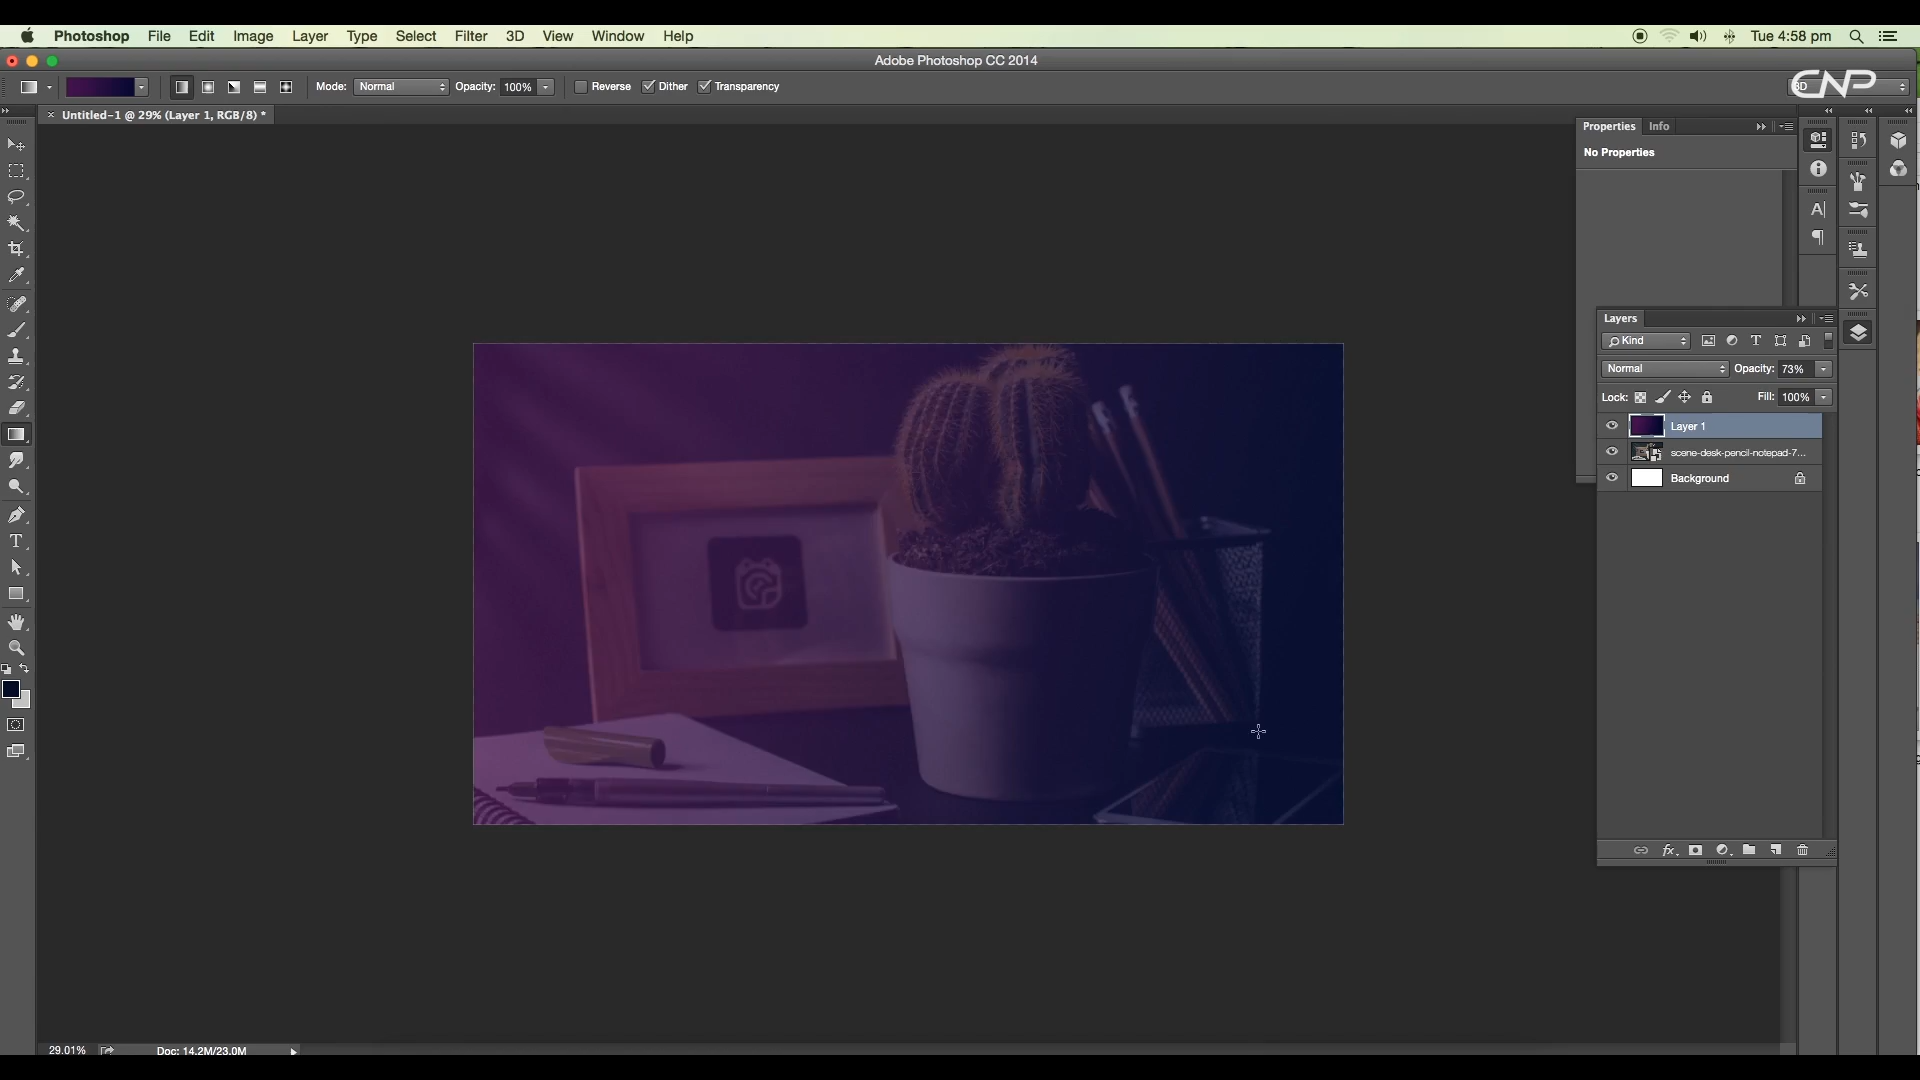 Photoshop File Edit Image Layer Type Select Filter 3D View Window Help Tue 4:58 pm
Adobe Photoshop CC 2014
Mode: Normal Opacity: 100% Reverse Dither Transparency 3D CNP
× Untitled-1 @ 29% (Layer 1, RGB/8) *
Properties Info
No Properties
Layers
Kind
Normal Opacity: 73%
Lock: Fill: 100%
Layer 1
scene-desk-pencil-notepad-7...
Background
29.01% Doc: 14.2M/23.0M